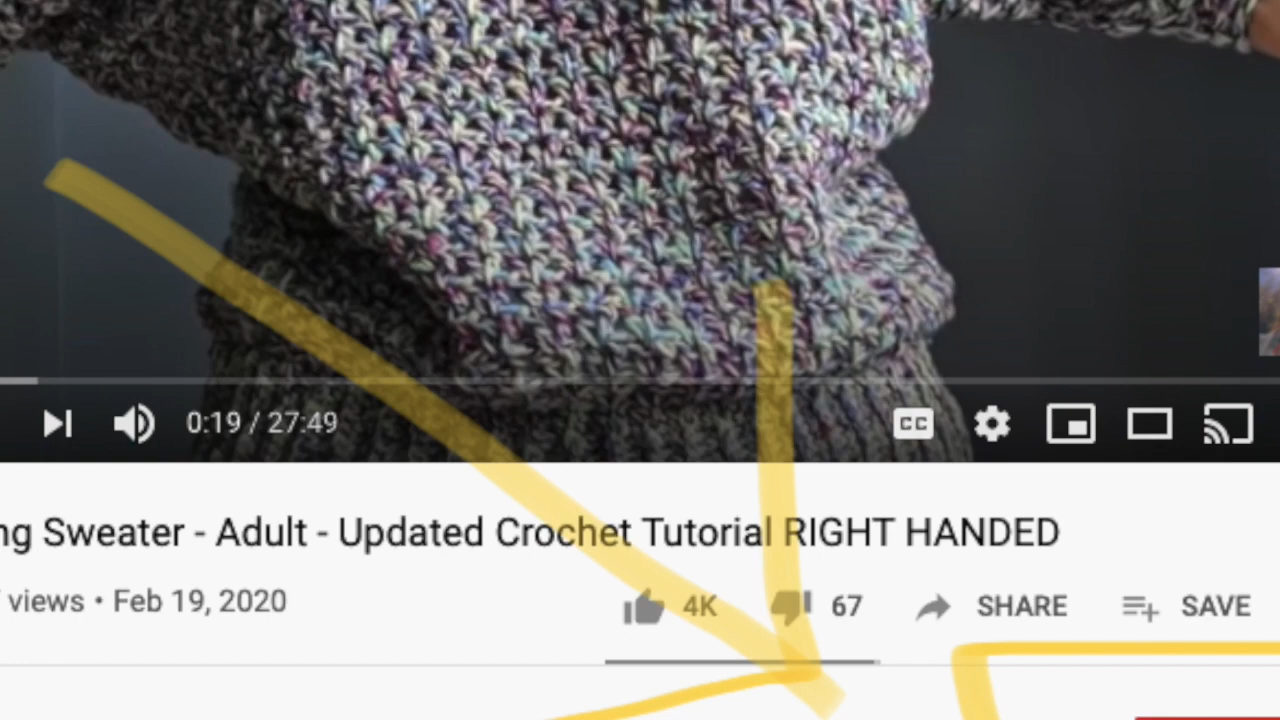 0:19 / 27:49
CC
Sweater - Adult - Updated Crochet Tutorial RIGHT HANDED
views • Feb 19, 2020
4K 67 SHARE SAVE